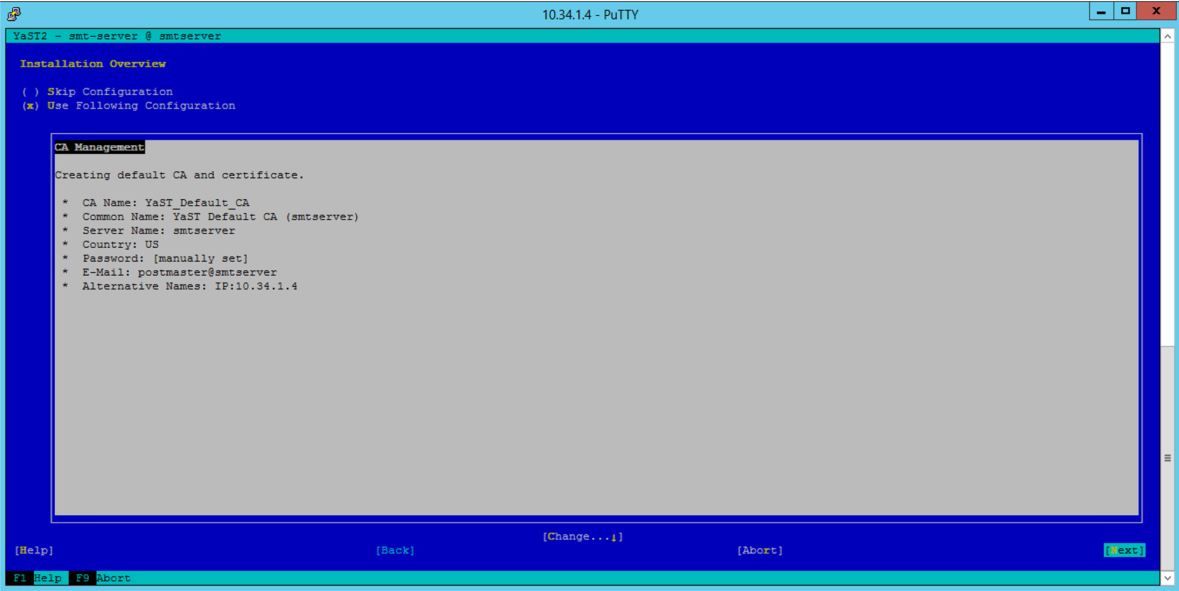 10.34.1.4 - PuTTY
YaST2 - smt-server @ smtserver
Installation Overview
( ) Skip Configuration
(x) Use Following Configuration
CA Management
Creating default CA and certificate.
* CA Name: YaST_Default_CA
* Common Name: YaST Default CA (smtserver)
* Server Name: smtserver
* Country: US
* Password: [manually set]
* E-Mail: postmaster@smtserver
* Alternative Names: IP:10.34.1.4
[Change...↓]
[Help] [Back] [Abort] [Next]
F1 Help F9 Abort